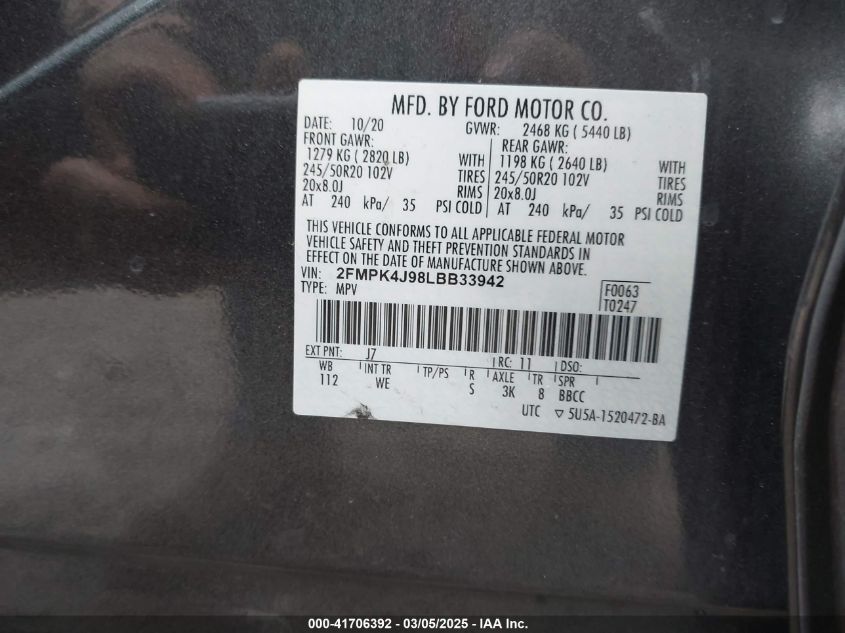 MFD. BY FORD MOTOR CO.
DATE: 10/20 GVWR: 2468 KG ( 5440 LB)
FRONT GAWR: REAR GAWR:
1279 KG ( 2820 LB) WITH 1198 KG ( 2640 LB) WITH
245/50R20 102V TIRES 245/50R20 102V TIRES
20x8.0J RIMS 20x8.0J RIMS
AT 240 kPa/ 35 PSI COLD AT 240 kPa/ 35 PSI COLD
THIS VEHICLE CONFORMS TO ALL APPLICABLE FEDERAL MOTOR
VEHICLE SAFETY AND THEFT PREVENTION STANDARDS IN
EFFECT ON THE DATE OF MANUFACTURE SHOWN ABOVE.
VIN: 2FMPK4J98LBB33942
TYPE: MPV F0063
T0247
EXT PNT: J7 RC: 11 DSO:
WB INT TR TP/PS R AXLE TR SPR
112 WE S 3K 8 BBCC
UTC ▽ 5U5A-1520472-BA
000-41706392 - 03/05/2025 - IAA Inc.